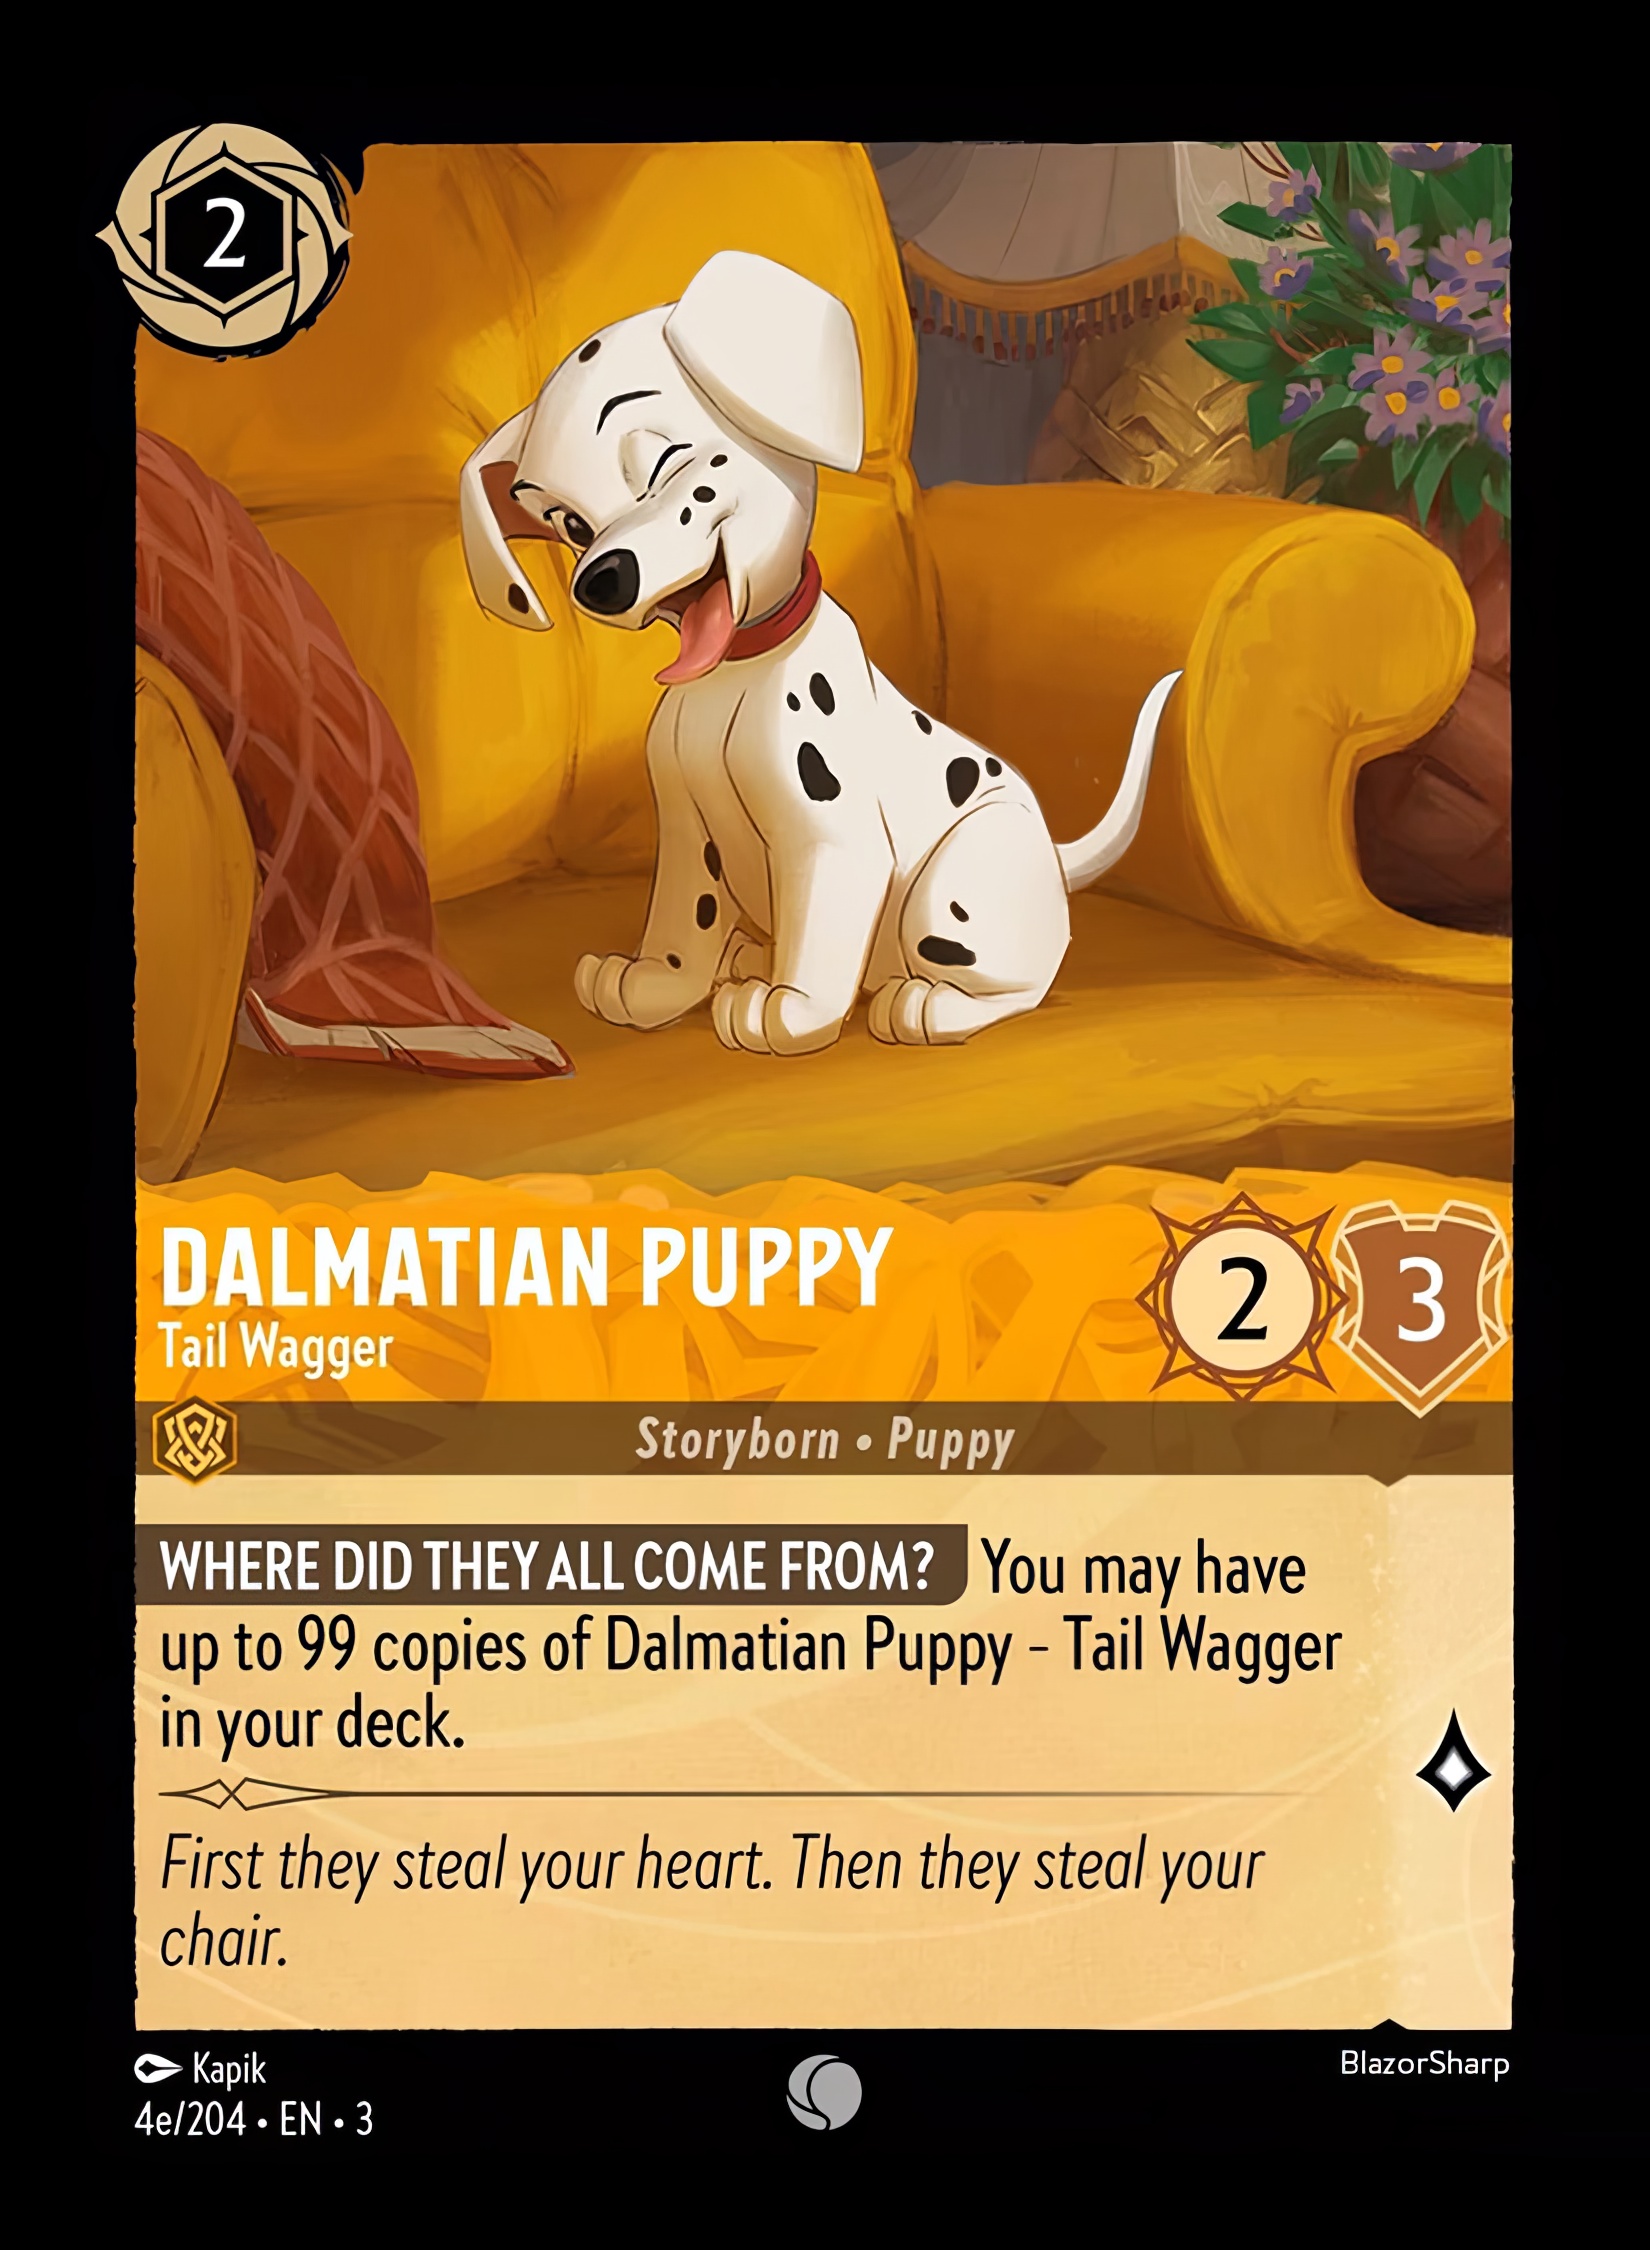 2
DALMATIAN PUPPY
Tail Wagger
2
3
Storyborn • Puppy
WHERE DID THEY ALL COME FROM? You may have
up to 99 copies of Dalmatian Puppy – Tail Wagger
in your deck.
First they steal your heart. Then they steal your
chair.
Kapik
BlazorSharp
4e/204 • EN • 3